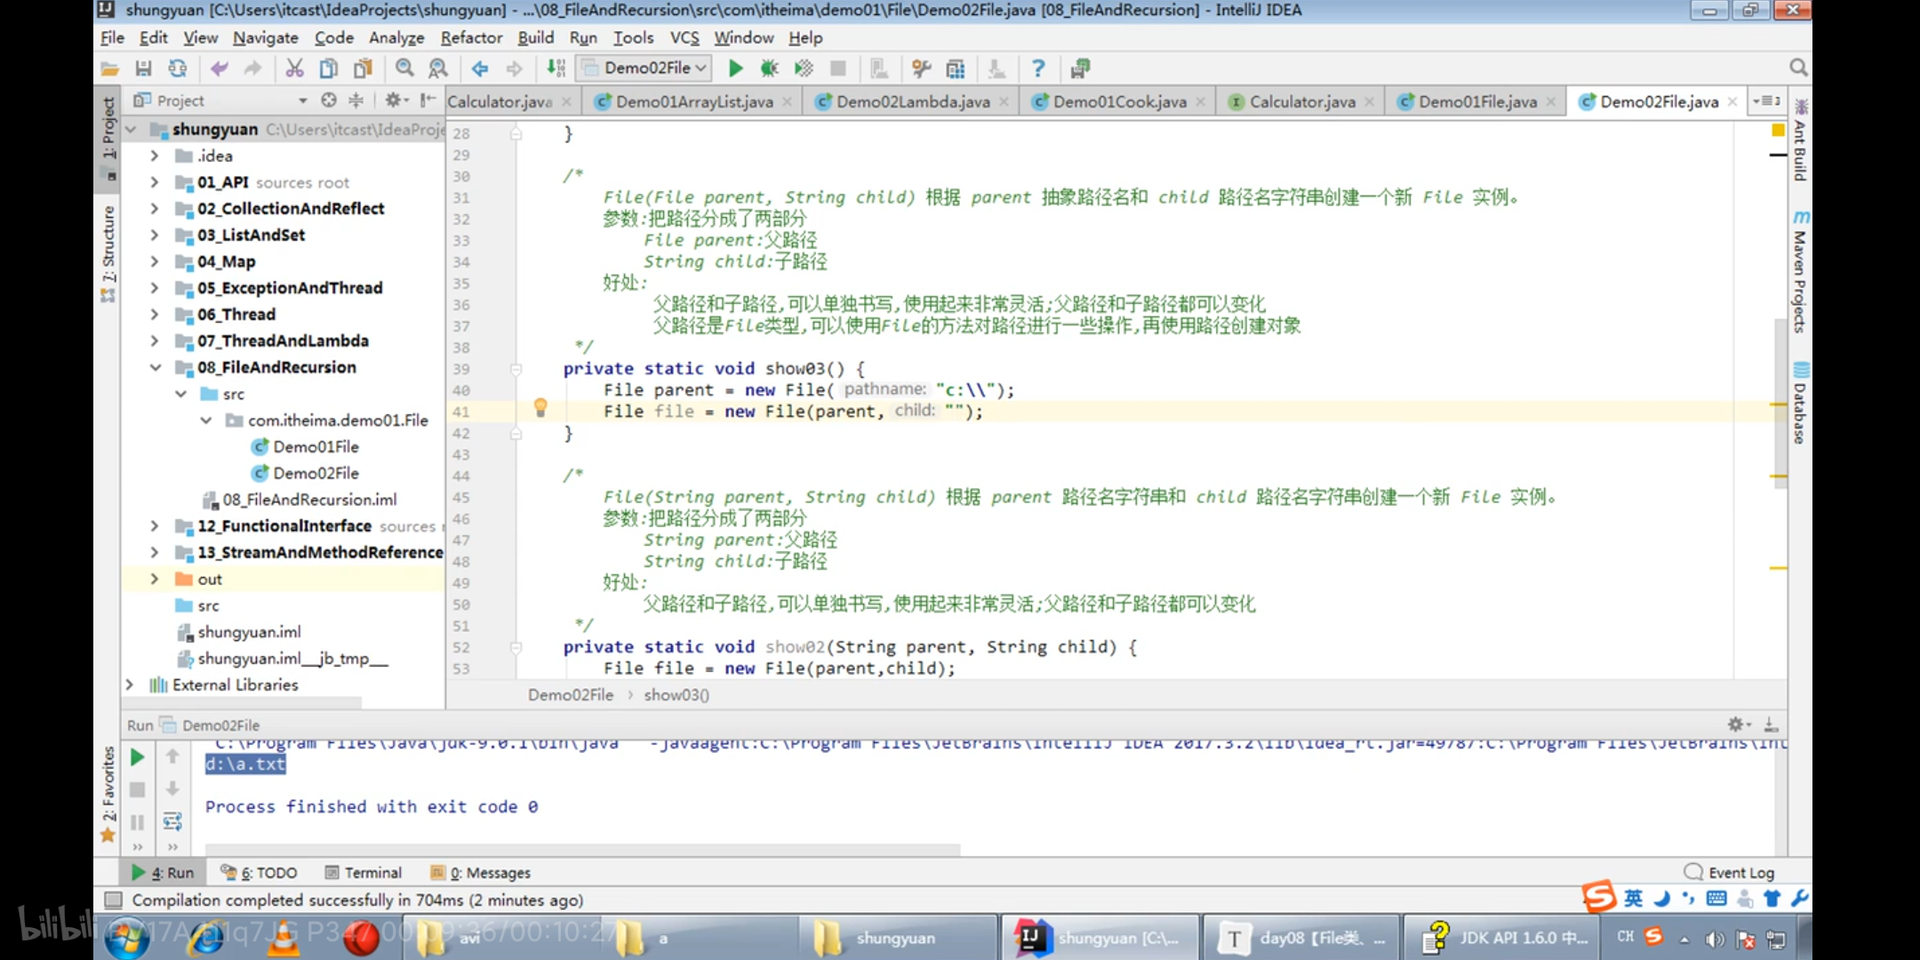 shungyuan [C:\Users\itcast\IdeaProjects\shungyuan] - ...\08_FileAndRecursion\src\com\itheima\demo01\File\Demo02File.java [08_FileAndRecursion] - IntelliJ IDEA
File Edit View Navigate Code Analyze Refactor Build Run Tools VCS Window Help
Demo02File
Project
Calculator.java Demo01ArrayList.java Demo02Lambda.java Demo01Cook.java Calculator.java Demo01File.java Demo02File.java
1: Project
7: Structure
2: Favorites
shungyuan C:\Users\itcast\IdeaProje
.idea
01_API sources root
02_CollectionAndReflect
03_ListAndSet
04_Map
05_ExceptionAndThread
06_Thread
07_ThreadAndLambda
08_FileAndRecursion
src
com.itheima.demo01.File
Demo01File
Demo02File
08_FileAndRecursion.iml
12_FunctionalInterface sources
13_StreamAndMethodReference
out
src
shungyuan.iml
shungyuan.iml__jb_tmp__
External Libraries
28 }
29
30 /*
31 File(File parent, String child) 根据 parent 抽象路径名和 child 路径名字符串创建一个新 File 实例。
32 参数:把路径分成了两部分
33 File parent:父路径
34 String child:子路径
35 好处:
36 父路径和子路径,可以单独书写,使用起来非常灵活;父路径和子路径都可以变化
37 父路径是File类型,可以使用File的方法对路径进行一些操作,再使用路径创建对象
38 */
39 private static void show03() {
40 File parent = new File( pathname: "c:\\");
41 File file = new File(parent, child: "");
42 }
43
44 /*
45 File(String parent, String child) 根据 parent 路径名字符串和 child 路径名字符串创建一个新 File 实例。
46 参数:把路径分成了两部分
47 String parent:父路径
48 String child:子路径
49 好处:
50 父路径和子路径,可以单独书写,使用起来非常灵活;父路径和子路径都可以变化
51 */
52 private static void show02(String parent, String child) {
53 File file = new File(parent,child);
Demo02File › show03()
Ant Build
Maven Projects
Database
Run Demo02File
"C:\Program Files\Java\jdk-9.0.1\bin\java" "-javaagent:C:\Program Files\JetBrains\IntelliJ IDEA 2017.3.2\lib\idea_rt.jar=49787:C:\Program Files\JetBrains\Int
d:\a.txt
Process finished with exit code 0
4: Run 6: TODO Terminal 0: Messages Event Log
Compilation completed successfully in 704ms (2 minutes ago)
英
bilibili P347 00:09:36/00:10:27
avi a shungyuan shungyuan [C:\... day08【File类、... JDK API 1.6.0 中... CH